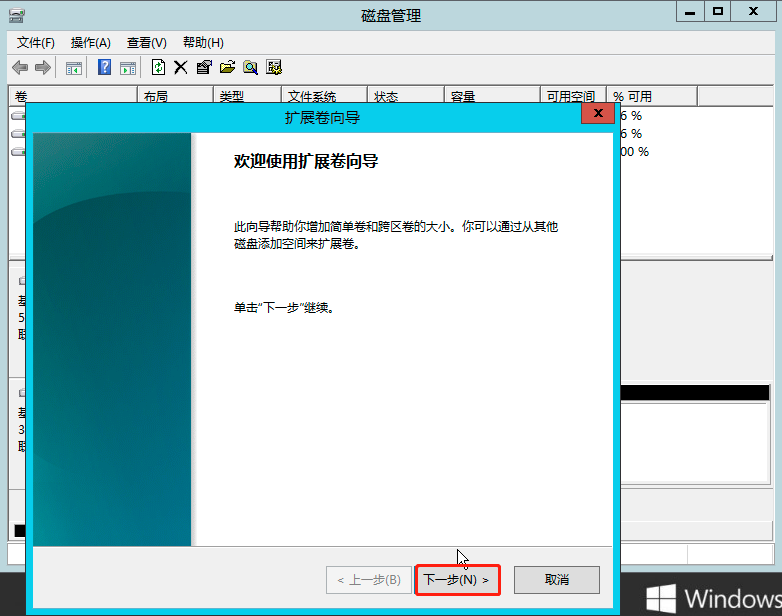 磁盘管理
文件(F) 操作(A) 查看(V) 帮助(H)
卷 布局 类型 文件系统 状态 容量 可用空间 % 可用
扩展卷向导
6 %
6 %
00 %
欢迎使用扩展卷向导
此向导帮助你增加简单卷和跨区卷的大小。你可以通过从其他
磁盘添加空间来扩展卷。
单击“下一步”继续。
5
3
< 上一步(B) 下一步(N) > 取消
Windows